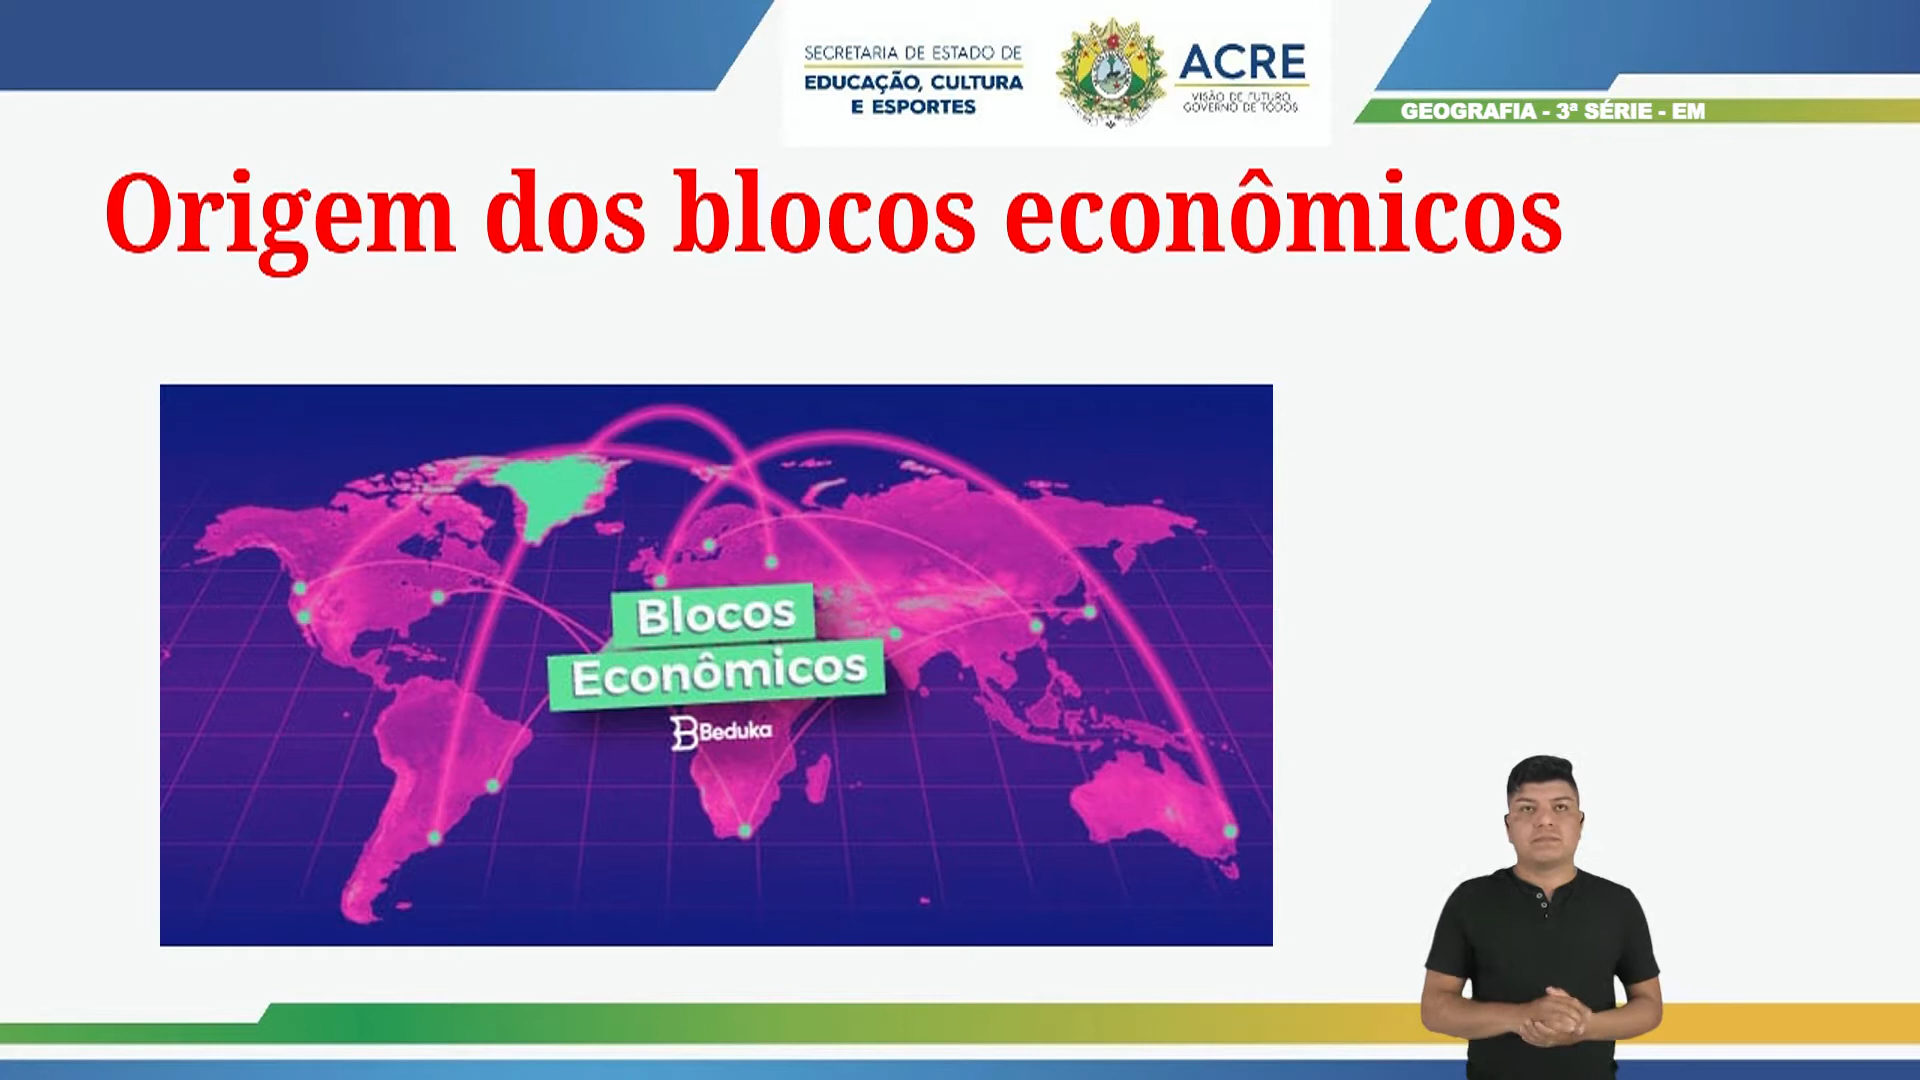 SECRETARIA DE ESTADO DE
EDUCAÇÃO, CULTURA
E ESPORTES
ACRE
VISÃO DE FUTURO,
GOVERNO DE TODOS
GEOGRAFIA - 3ª SÉRIE - EM
Origem dos blocos econômicos
Blocos
Econômicos
Beduka